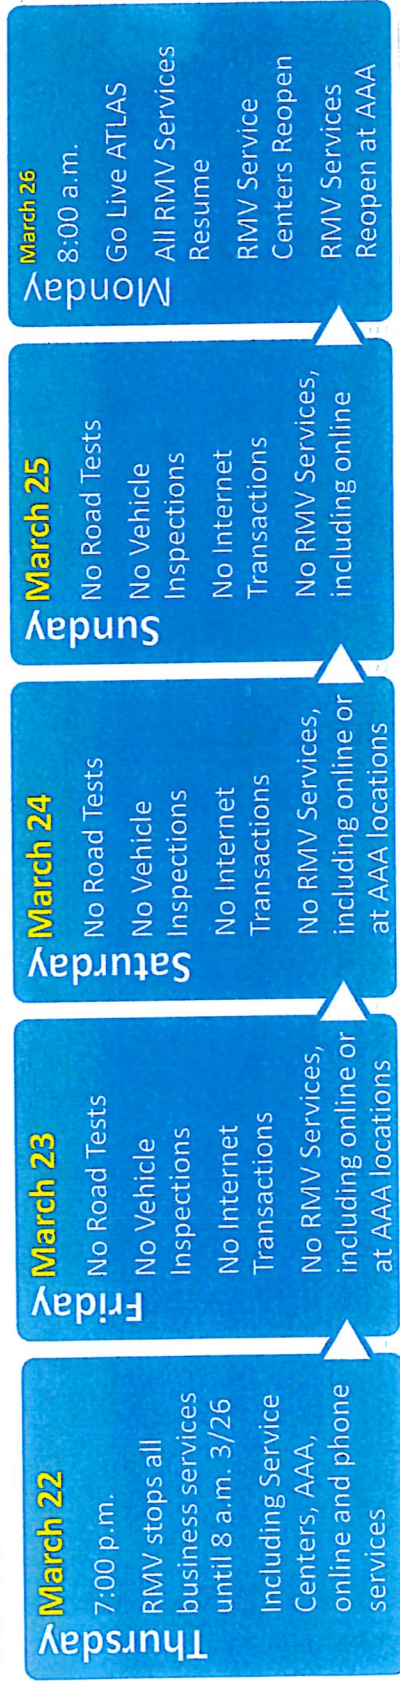 Thursday
March 22
7:00 p.m.
RMV stops all
business services
until 8 a.m. 3/26
Including Service
Centers, AAA,
online and phone
services
Friday
March 23
No Road Tests
No Vehicle
Inspections
No Internet
Transactions
No RMV Services,
including online or
at AAA locations
Saturday
March 24
No Road Tests
No Vehicle
Inspections
No Internet
Transactions
No RMV Services,
including online or
at AAA locations
Sunday
March 25
No Road Tests
No Vehicle
Inspections
No Internet
Transactions
No RMV Services,
including online
Monday
March 26
8:00 a.m.
Go Live ATLAS
All RMV Services
Resume
RMV Service
Centers Reopen
RMV Services
Reopen at AAA